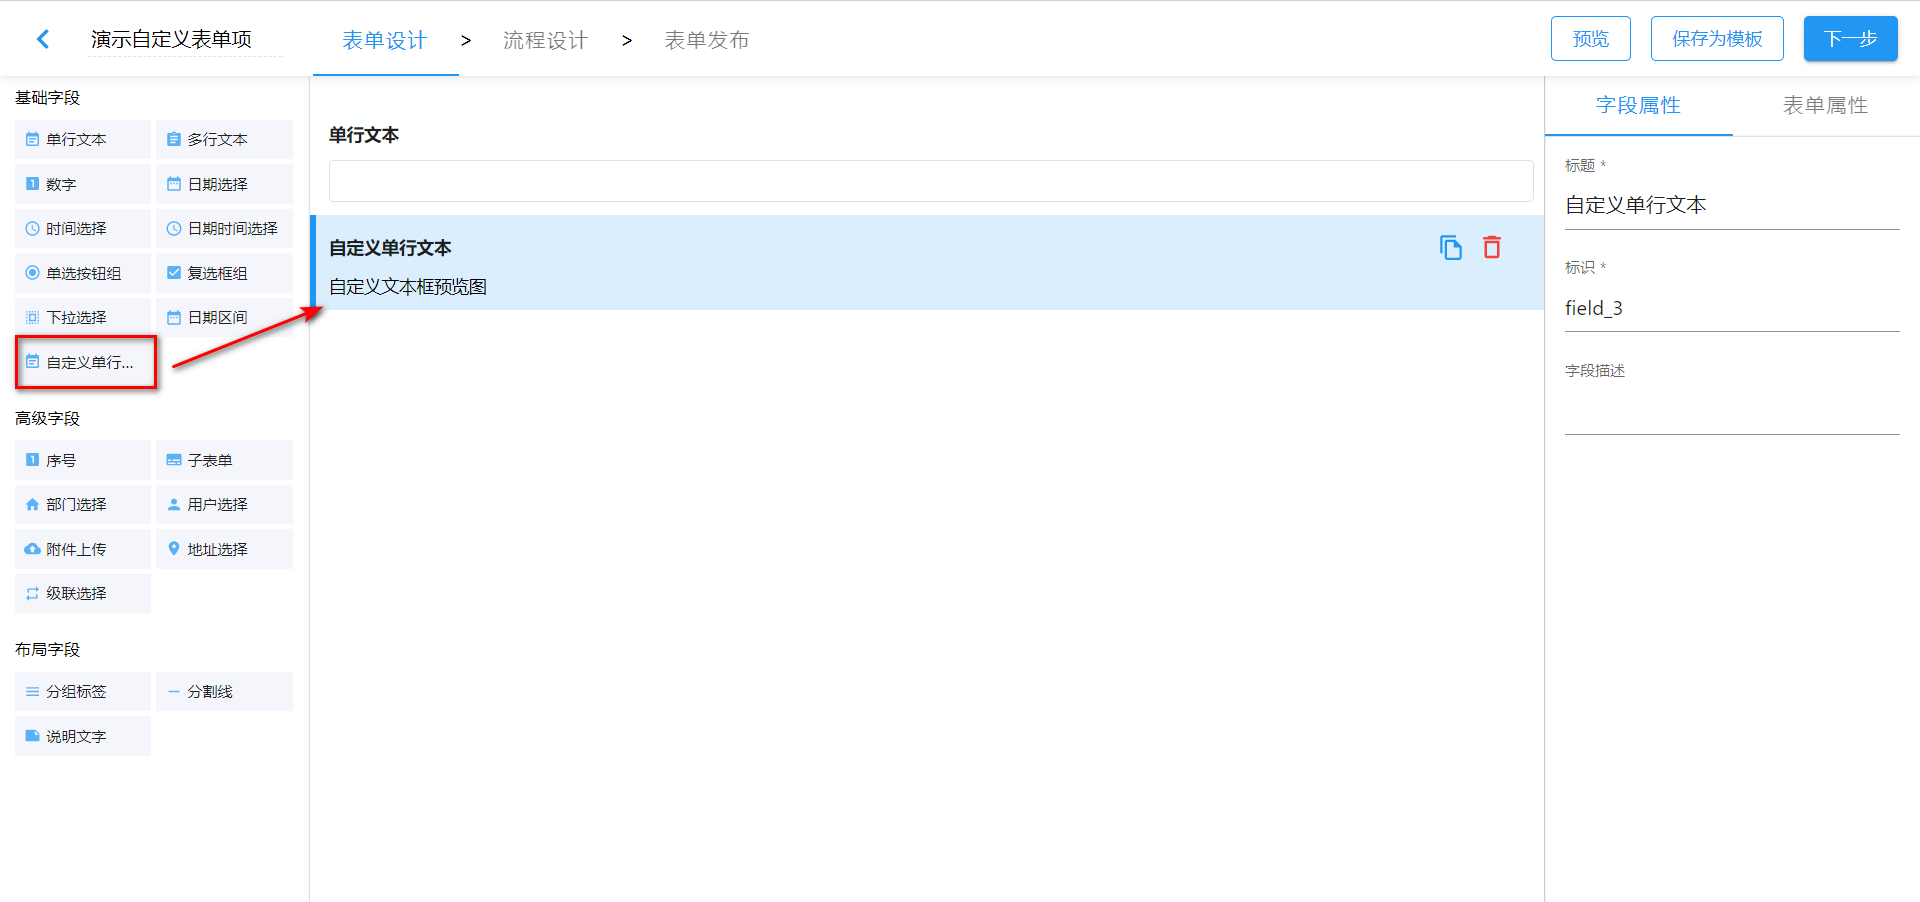 演示自定义表单项
表单设计 > 流程设计 > 表单发布
预览 保存为模板 下一步
基础字段
单行文本 多行文本
数字 日期选择
时间选择 日期时间选择
单选按钮组 复选框组
下拉选择 日期区间
自定义单行...
高级字段
序号 子表单
部门选择 用户选择
附件上传 地址选择
级联选择
布局字段
分组标签 分割线
说明文字
单行文本
自定义单行文本
自定义文本框预览图
字段属性 表单属性
标题 *
自定义单行文本
标识 *
field_3
字段描述